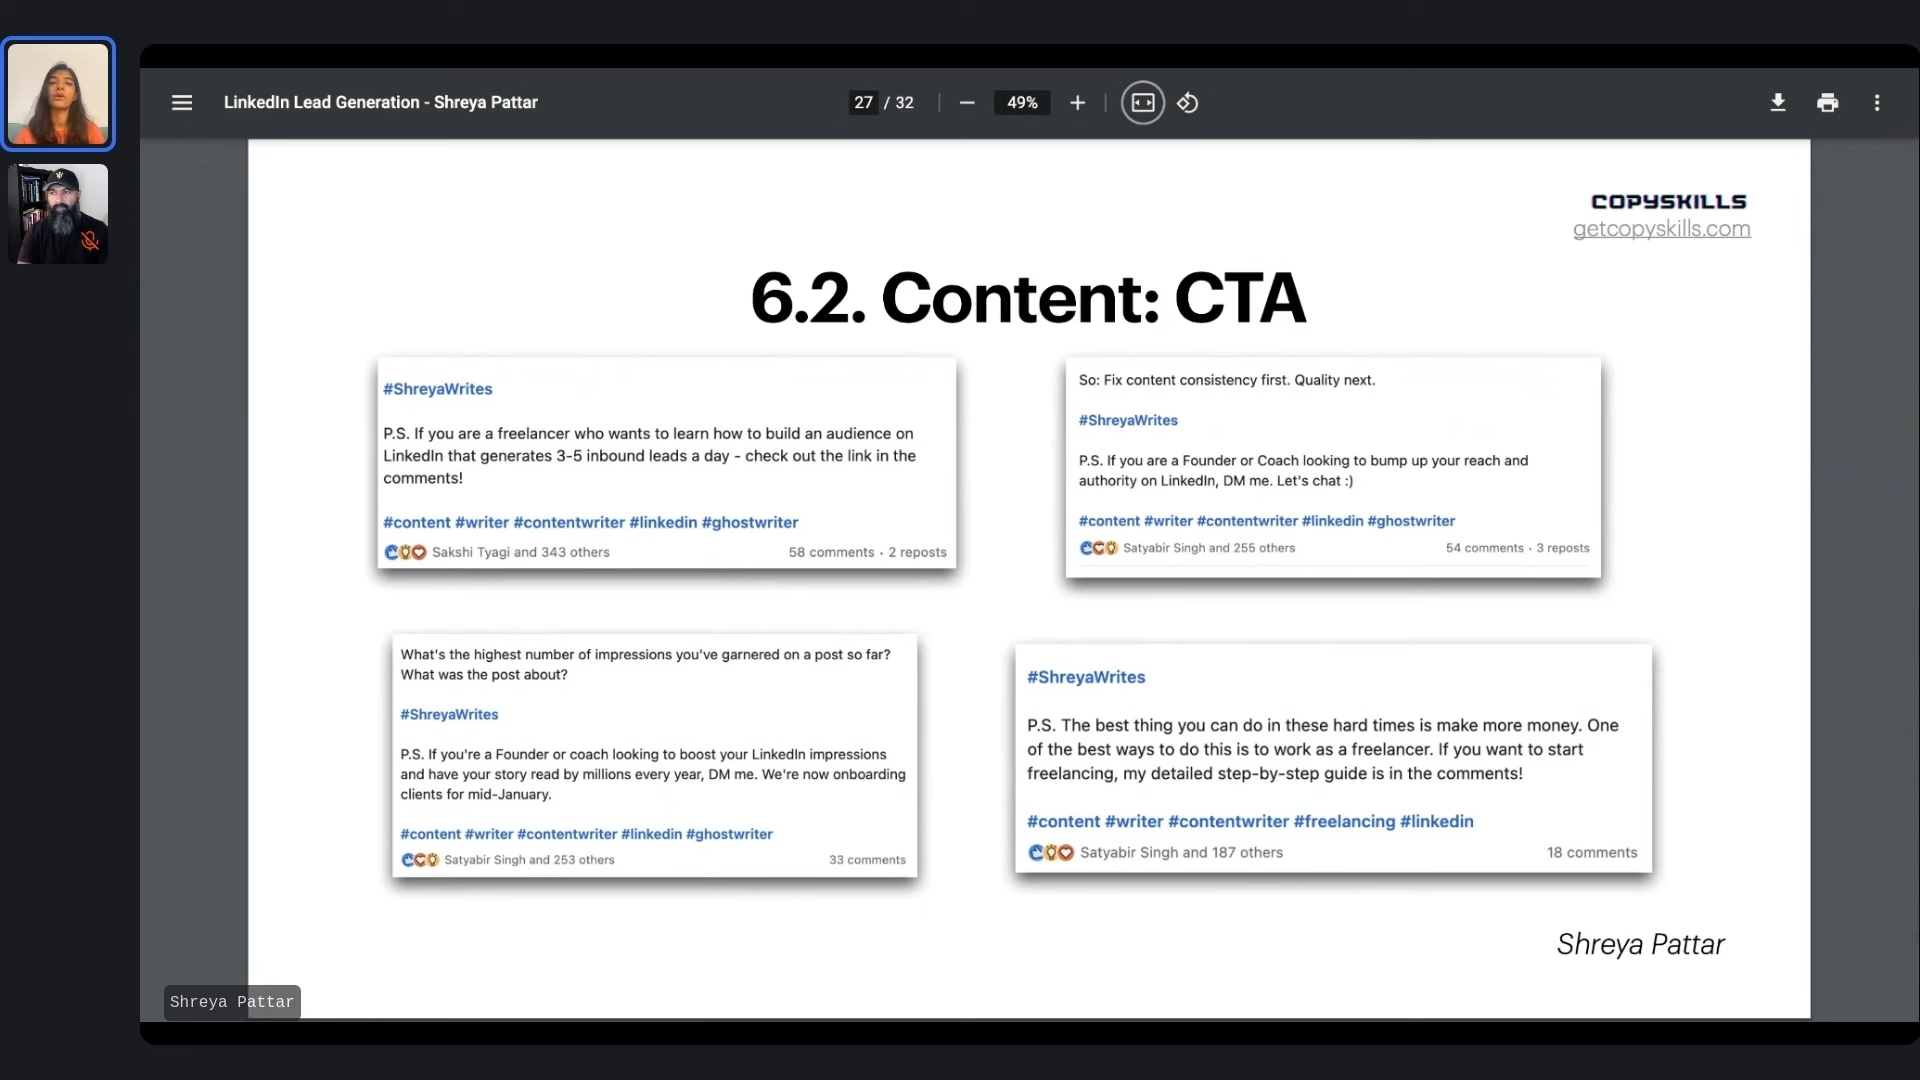 LinkedIn Lead Generation - Shreya Pattar
27 / 32
49%
COPYSKILLS
getcopyskills.com
6.2. Content: CTA
#ShreyaWrites
P.S. If you are a freelancer who wants to learn how to build an audience on
LinkedIn that generates 3-5 inbound leads a day - check out the link in the
comments!
#content #writer #contentwriter #linkedin #ghostwriter
Sakshi Tyagi and 343 others
58 comments · 2 reposts
So: Fix content consistency first. Quality next.
#ShreyaWrites
P.S. If you are a Founder or Coach looking to bump up your reach and
authority on LinkedIn, DM me. Let's chat :)
#content #writer #contentwriter #linkedin #ghostwriter
Satyabir Singh and 255 others
54 comments · 3 reposts
What's the highest number of impressions you've garnered on a post so far?
What was the post about?
#ShreyaWrites
P.S. If you're a Founder or coach looking to boost your LinkedIn impressions
and have your story read by millions every year, DM me. We're now onboarding
clients for mid-January.
#content #writer #contentwriter #linkedin #ghostwriter
Satyabir Singh and 253 others
33 comments
#ShreyaWrites
P.S. The best thing you can do in these hard times is make more money. One
of the best ways to do this is to work as a freelancer. If you want to start
freelancing, my detailed step-by-step guide is in the comments!
#content #writer #contentwriter #freelancing #linkedin
Satyabir Singh and 187 others
18 comments
Shreya Pattar
Shreya Pattar